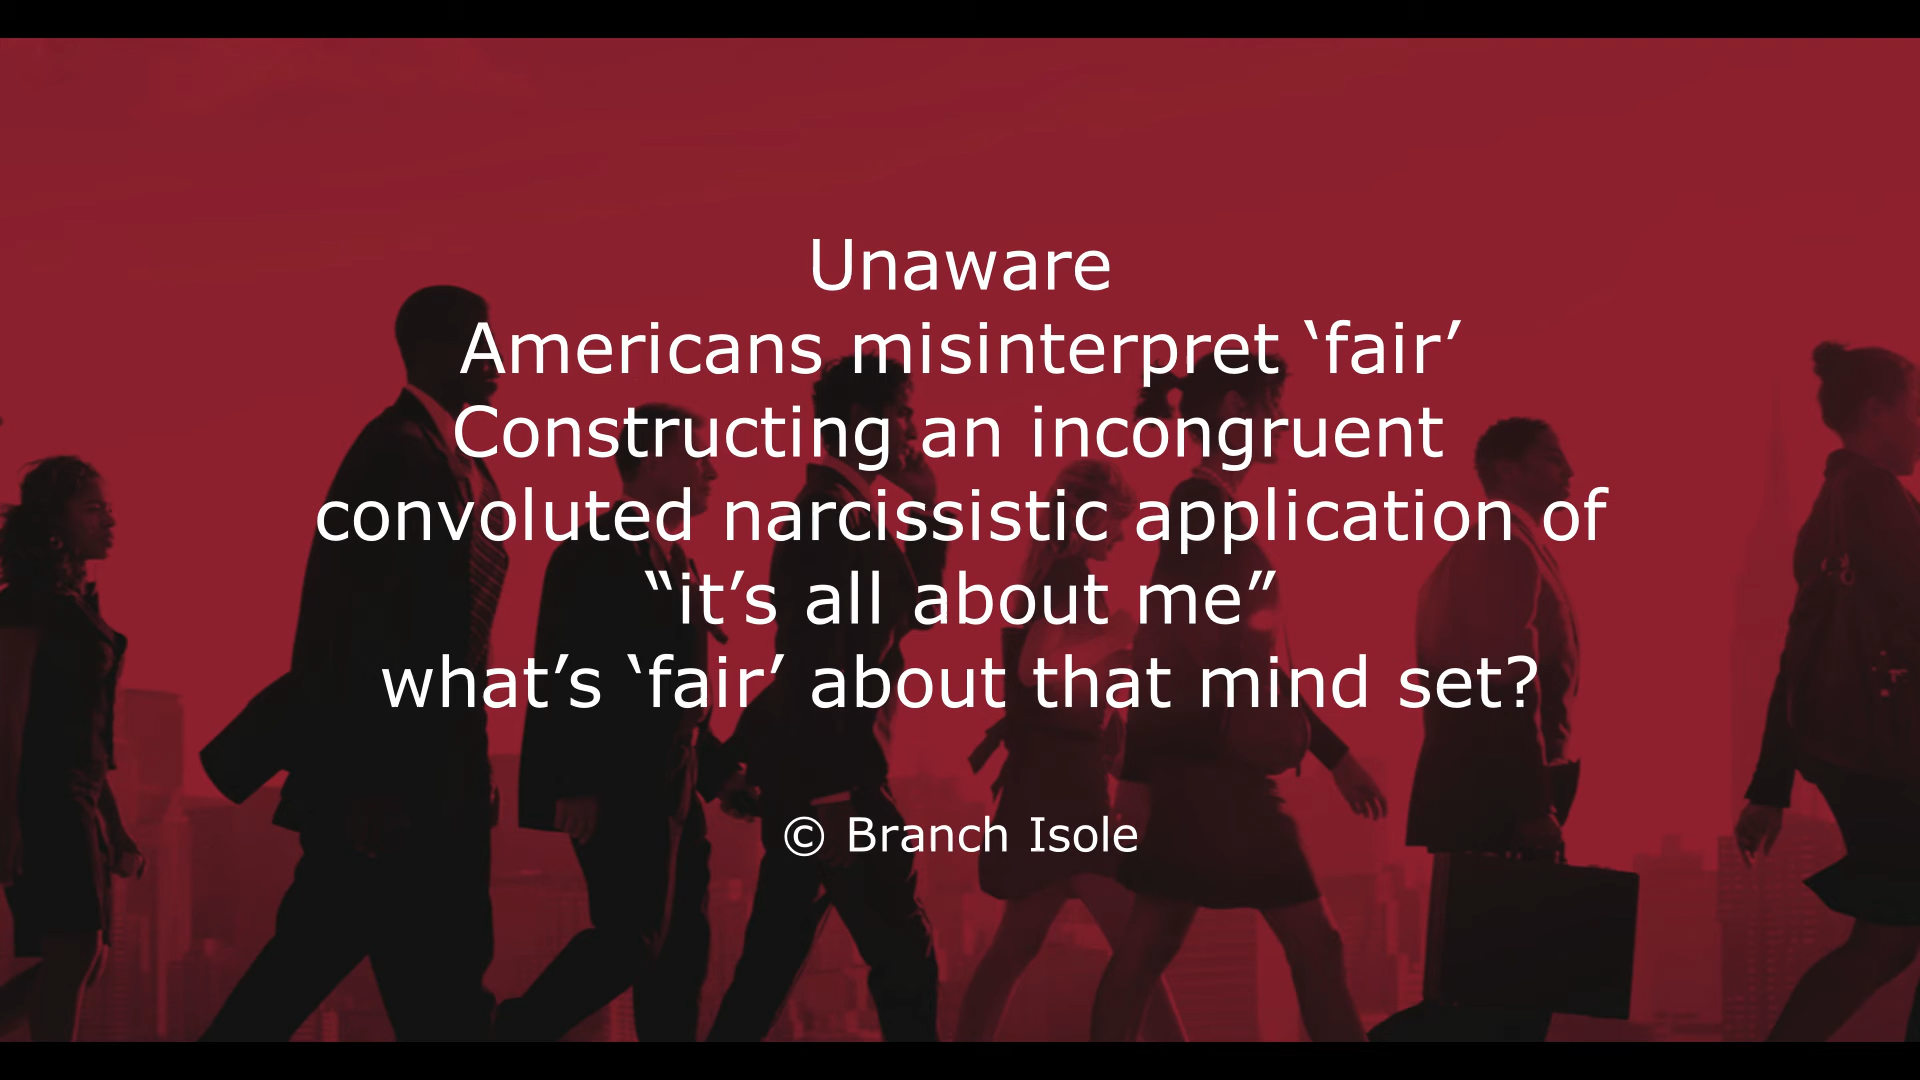 Unaware
Americans misinterpret ‘fair’
Constructing an incongruent
convoluted narcissistic application of
“it’s all about me”
what’s ‘fair’ about that mind set?
© Branch Isole